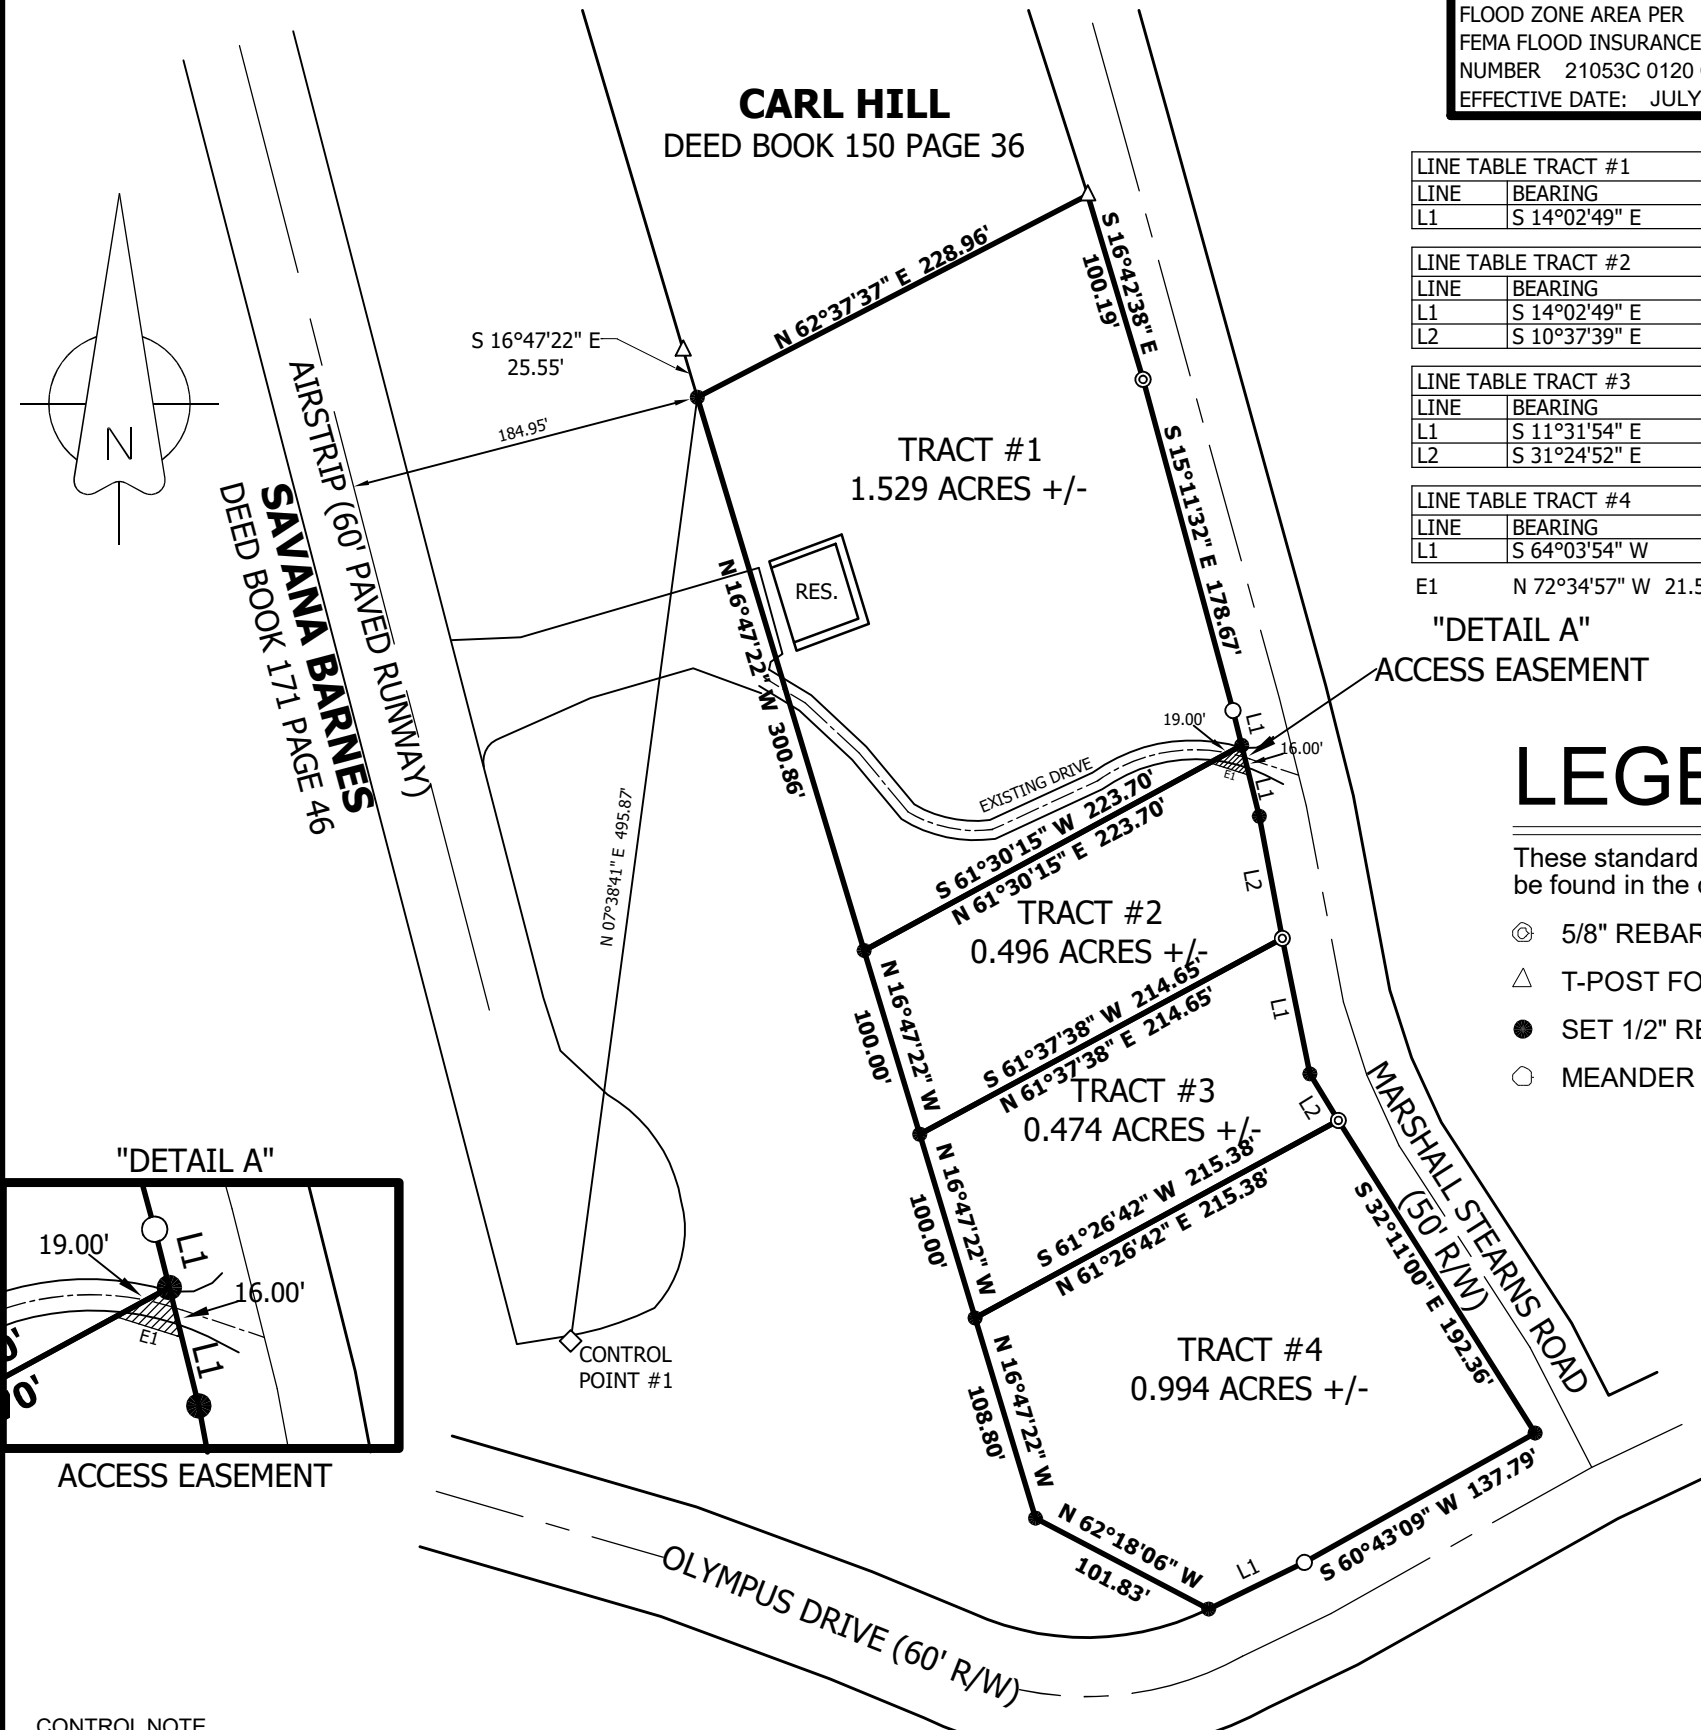 FLOOD ZONE AREA PER
FEMA FLOOD INSURANCE
NUMBER 21053C 0120
EFFECTIVE DATE: JULY
CARL HILL
DEED BOOK 150 PAGE 36
LINE TABLE TRACT #1
LINE BEARING
L1 S 14°02'49" E
LINE TABLE TRACT #2
LINE BEARING
L1 S 14°02'49" E
L2 S 10°37'39" E
LINE TABLE TRACT #3
LINE BEARING
L1 S 11°31'54" E
L2 S 31°24'52" E
LINE TABLE TRACT #4
LINE BEARING
L1 S 64°03'54" W
E1 N 72°34'57" W 21.5
"DETAIL A"
ACCESS EASEMENT
N
S 16°47'22" E
25.55'
184.95'
N 62°37'37" E 228.96'
S 16°42'38" E
100.19'
S 15°11'32" E 178.67'
TRACT #1
1.529 ACRES +/-
RES.
AIRSTRIP (60' PAVED RUNWAY)
SAVANA BARNES
DEED BOOK 171 PAGE 46
N 16°47'22" W 300.86'
N 07°38'41" E 495.87'
EXISTING DRIVE
19.00'
16.00'
L1
E1
L1
L2
S 61°30'15" W 223.70'
N 61°30'15" E 223.70'
TRACT #2
0.496 ACRES +/-
N 16°47'22" W
100.00'
S 61°37'38" W 214.65'
N 61°37'38" E 214.65'
L1
L2
TRACT #3
0.474 ACRES +/-
N 16°47'22" W
100.00'
S 61°26'42" W 215.38'
N 61°26'42" E 215.38'
TRACT #4
0.994 ACRES +/-
N 16°47'22" W
108.80'
S 32°11'00" E 192.36'
MARSHALL STEARNS ROAD
(50' R/W)
N 62°18'06" W
101.83'
L1
S 60°43'09" W 137.79'
OLYMPUS DRIVE (60' R/W)
CONTROL
POINT #1
LEGE
These standard
be found in the
5/8" REBAR
T-POST FO
SET 1/2" RE
MEANDER
"DETAIL A"
19.00'
L1
16.00'
E1
L1
0'
0'
ACCESS EASEMENT
CONTROL NOTE